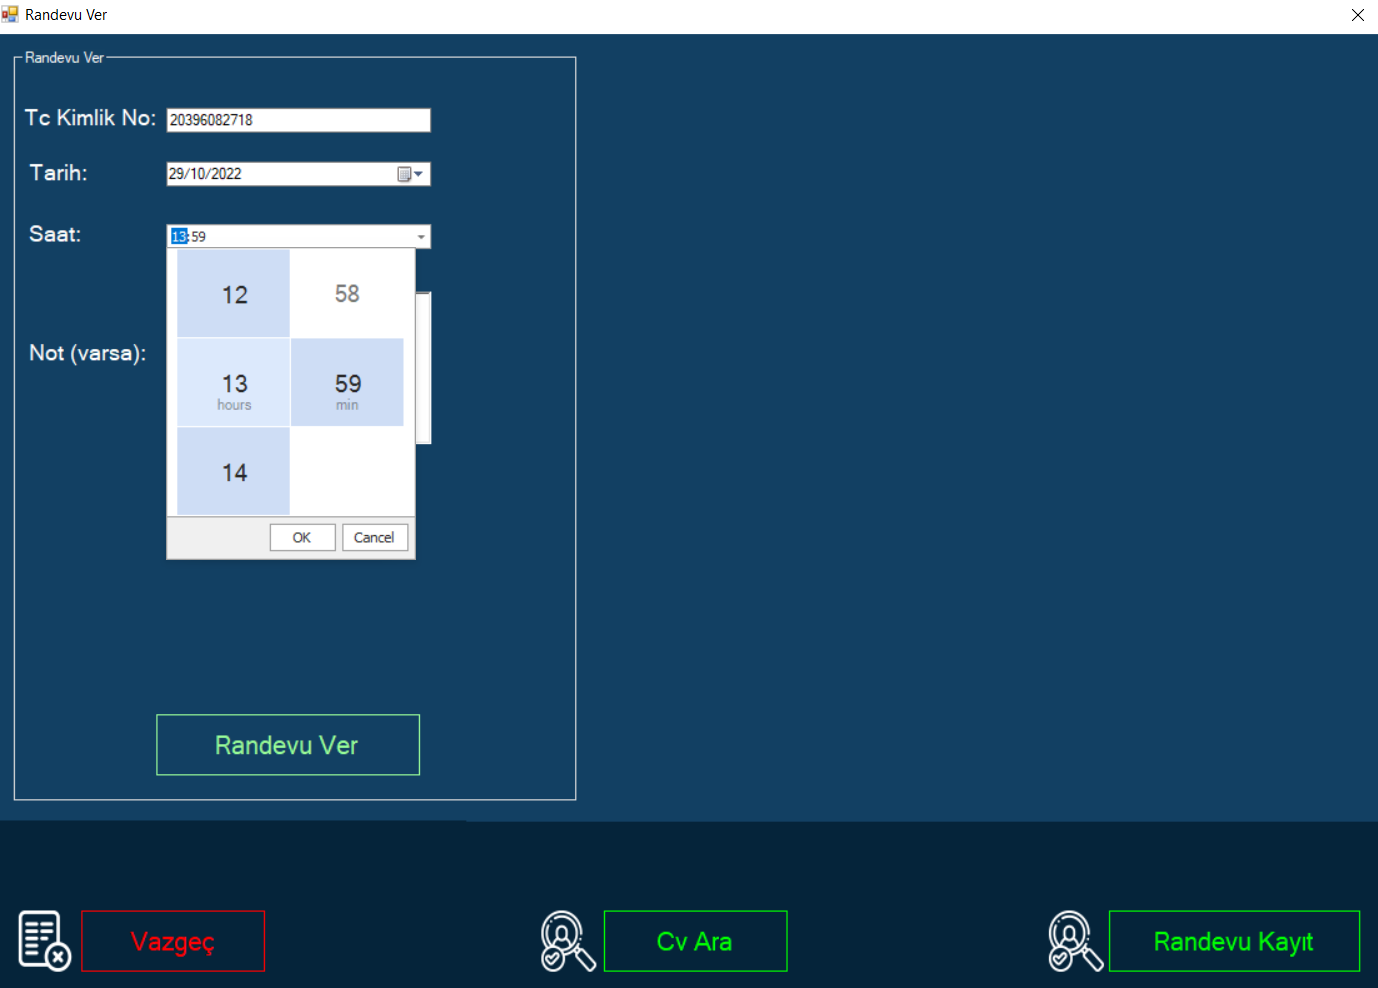 Randevu Ver
Randevu Ver
Tc Kimlik No: 20396082718
Tarih: 29/10/2022
Saat: 13:59
12 58
Not (varsa):
13 59
hours min
14
OK Cancel
Randevu Ver
Vazgeç Cv Ara Randevu Kayıt